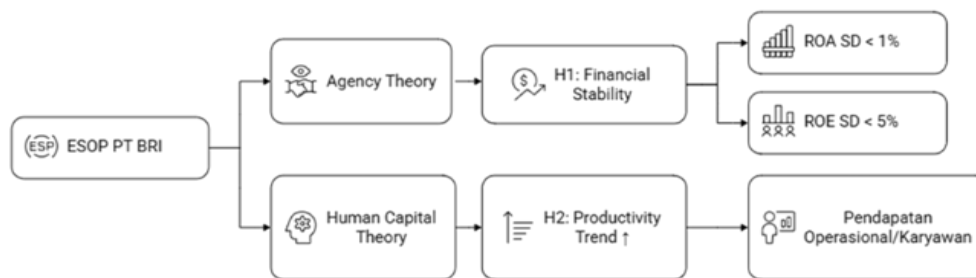 (ESP) ESOP PT BRI
Agency Theory
H1: Financial
Stability
ROA SD < 1%
ROE SD < 5%
Human Capital
Theory
H2: Productivity
Trend ↑
Pendapatan
Operasional/Karyawan